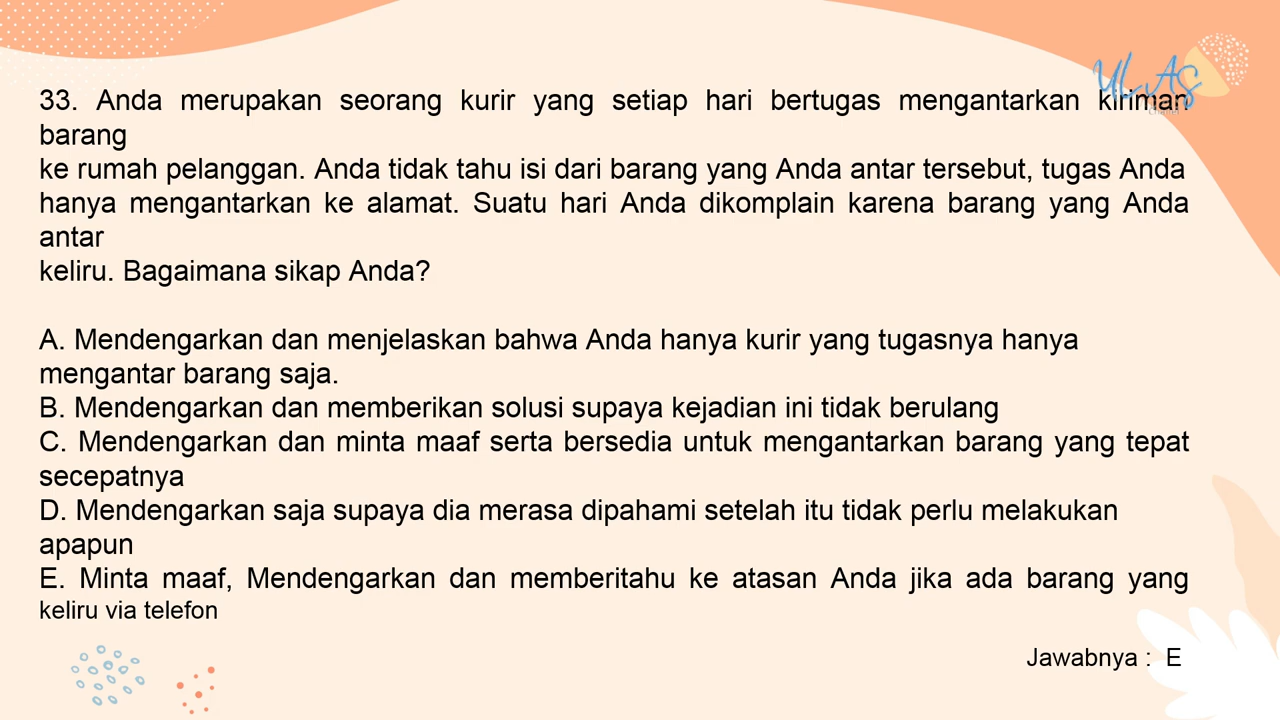 ULAS
33. Anda merupakan seorang kurir yang setiap hari bertugas mengantarkan kiriman
barang
ke rumah pelanggan. Anda tidak tahu isi dari barang yang Anda antar tersebut, tugas Anda
hanya mengantarkan ke alamat. Suatu hari Anda dikomplain karena barang yang Anda
antar
keliru. Bagaimana sikap Anda?
A. Mendengarkan dan menjelaskan bahwa Anda hanya kurir yang tugasnya hanya
mengantar barang saja.
B. Mendengarkan dan memberikan solusi supaya kejadian ini tidak berulang
C. Mendengarkan dan minta maaf serta bersedia untuk mengantarkan barang yang tepat
secepatnya
D. Mendengarkan saja supaya dia merasa dipahami setelah itu tidak perlu melakukan
apapun
E. Minta maaf, Mendengarkan dan memberitahu ke atasan Anda jika ada barang yang
keliru via telefon
Jawabnya : E